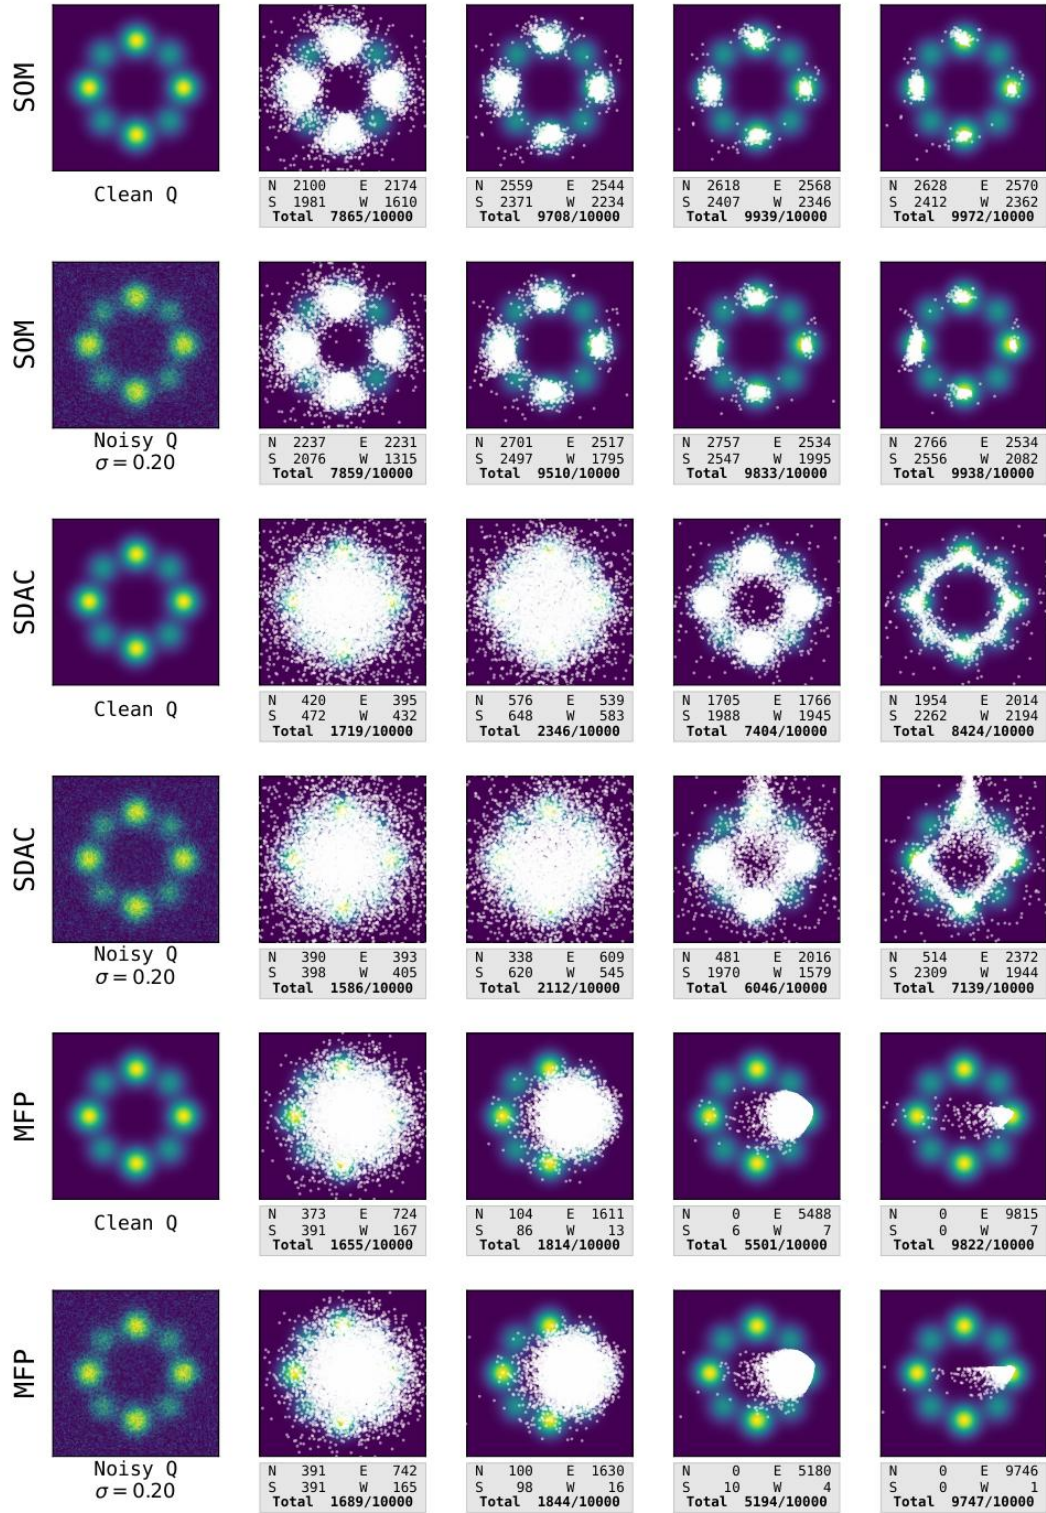 SOM
Clean Q
N 2100 E 2174
S 1981 W 1610
Total 7865/10000
N 2559 E 2544
S 2371 W 2234
Total 9708/10000
N 2618 E 2568
S 2407 W 2346
Total 9939/10000
N 2628 E 2570
S 2412 W 2362
Total 9972/10000
SOM
Noisy Q
σ = 0.20
N 2237 E 2231
S 2076 W 1315
Total 7859/10000
N 2701 E 2517
S 2497 W 1795
Total 9510/10000
N 2757 E 2534
S 2547 W 1995
Total 9833/10000
N 2766 E 2534
S 2556 W 2082
Total 9938/10000
SDAC
Clean Q
N 420 E 395
S 472 W 432
Total 1719/10000
N 576 E 539
S 648 W 583
Total 2346/10000
N 1705 E 1766
S 1988 W 1945
Total 7404/10000
N 1954 E 2014
S 2262 W 2194
Total 8424/10000
SDAC
Noisy Q
σ = 0.20
N 390 E 393
S 398 W 405
Total 1586/10000
N 338 E 609
S 620 W 545
Total 2112/10000
N 481 E 2016
S 1970 W 1579
Total 6046/10000
N 514 E 2372
S 2309 W 1944
Total 7139/10000
MFP
Clean Q
N 373 E 724
S 391 W 167
Total 1655/10000
N 104 E 1611
S 86 W 13
Total 1814/10000
N 0 E 5488
S 6 W 7
Total 5501/10000
N 0 E 9815
S 0 W 7
Total 9822/10000
MFP
Noisy Q
σ = 0.20
N 391 E 742
S 391 W 165
Total 1689/10000
N 100 E 1630
S 98 W 16
Total 1844/10000
N 0 E 5180
S 10 W 4
Total 5194/10000
N 0 E 9746
S 0 W 1
Total 9747/10000